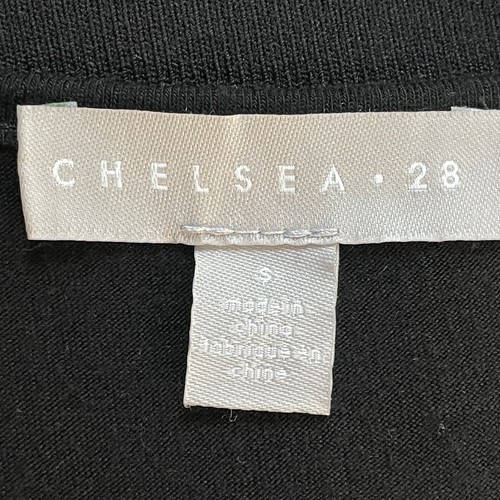 CHELSEA · 28
S
made in
china
fabriqué en
chine